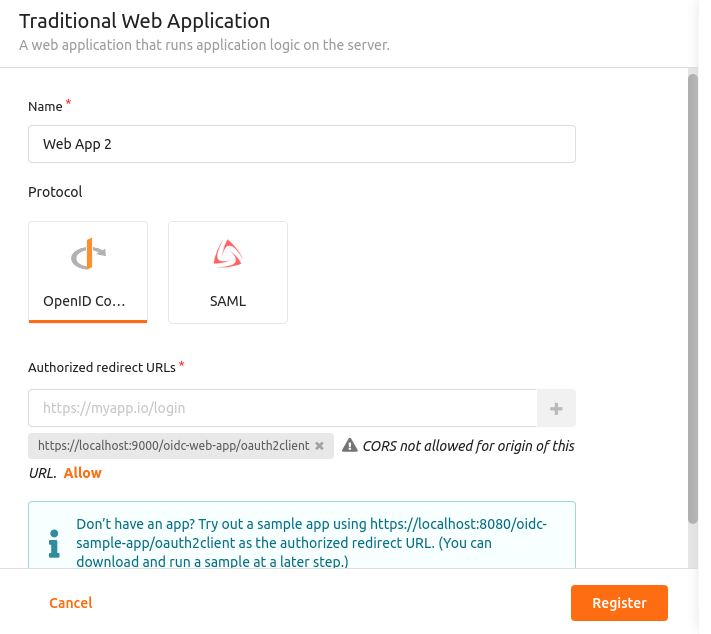 Traditional Web Application
A web application that runs application logic on the server.
Name *
Web App 2
Protocol
OpenID Co...
SAML
Authorized redirect URLs *
https://myapp.io/login
https://localhost:9000/oidc-web-app/oauth2client
CORS not allowed for origin of this
URL. Allow
Don't have an app? Try out a sample app using https://localhost:8080/oidc-
sample-app/oauth2client as the authorized redirect URL. (You can
download and run a sample at a later step.)
Cancel
Register